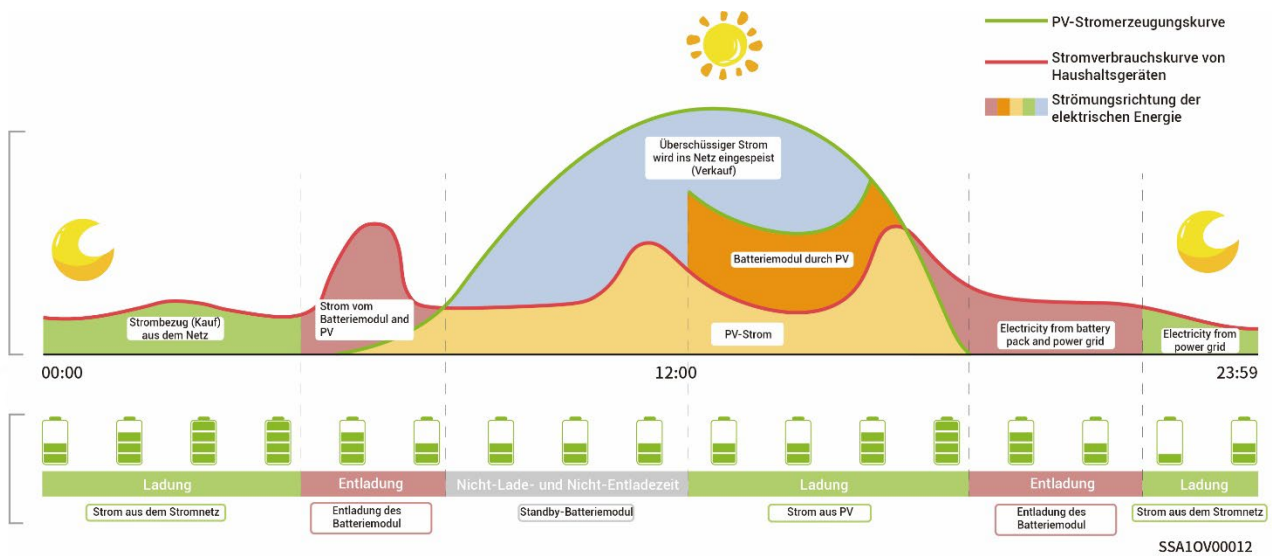 PV-Stromerzeugungskurve
Stromverbrauchskurve von
Haushaltsgeräten
Strömungsrichtung der
elektrischen Energie
Überschüssiger Strom
wird ins Netz eingespeist
(Verkauf)
Batteriemodul durch PV
Strom vom
Batteriemodul and
PV
Strombezug (Kauf)
aus dem Netz
PV-Strom
Electricity from battery
pack and power grid
Electricity from
power grid
00:00
12:00
23:59
Ladung
Entladung
Nicht-Lade- und Nicht-Entladezeit
Ladung
Entladung
Ladung
Strom aus dem Stromnetz
Entladung des
Batteriemodul
Standby-Batteriemodul
Strom aus PV
Entladung des
Batteriemodul
Strom aus dem Stromnetz
SSA1OV00012